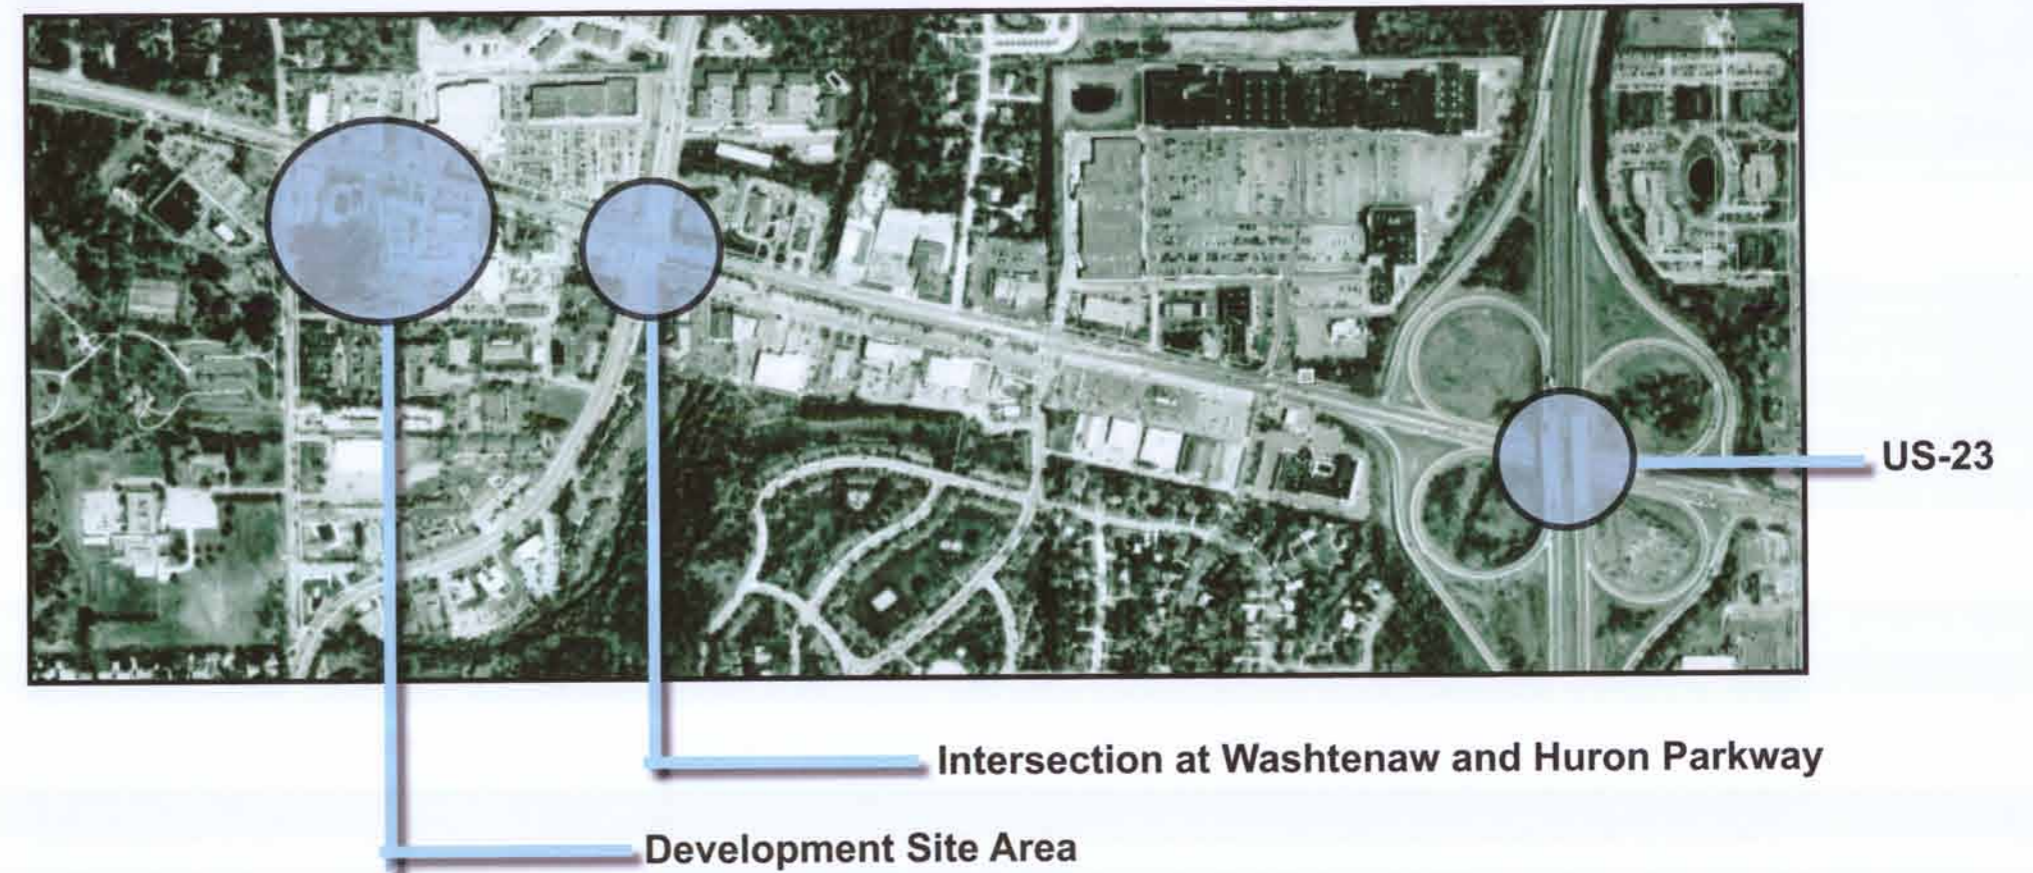 US-23
Intersection at Washtenaw and Huron Parkway
Development Site Area